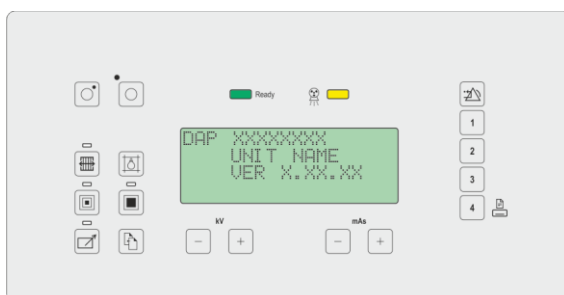 Ready
DAP XXXXXXXX
UNIT NAME
VER X.XX.XX
kV
mAs
- +
- +
1
2
3
4